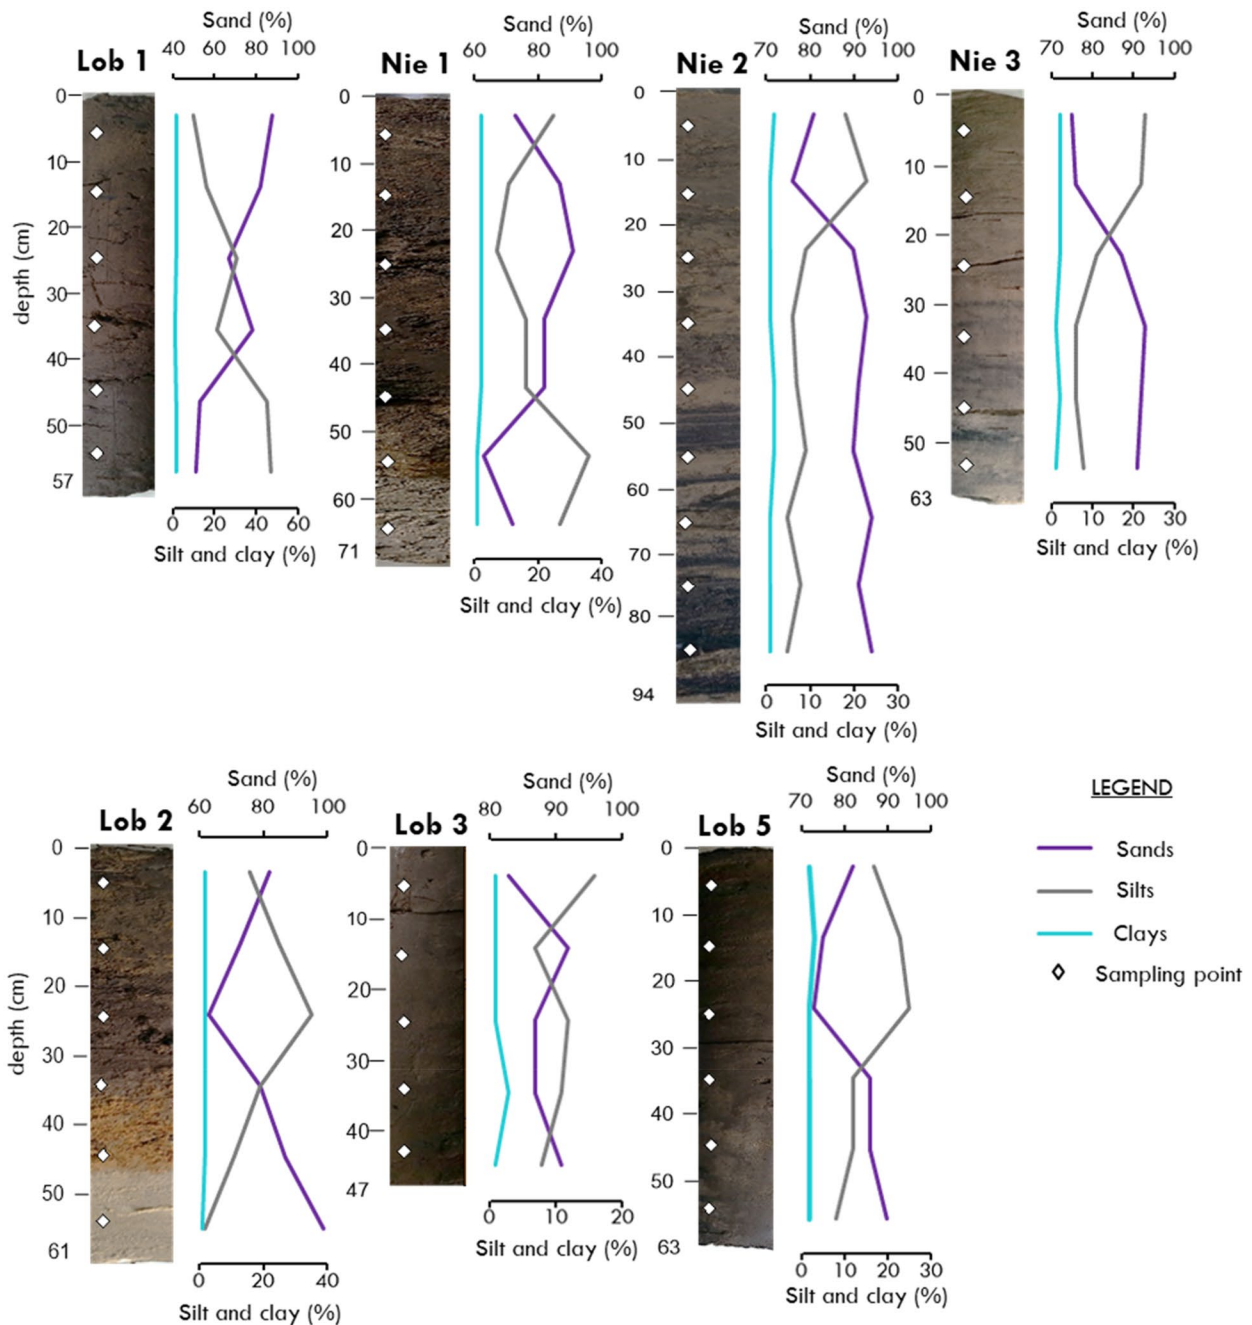 Sand (%)
40 60 80 100
Lob 1
depth (cm)
0
10
20
30
40
50
57
0 20 40 60
Silt and clay (%)
Sand (%)
60 80 100
Nie 1
0
10
20
30
40
50
60
71
0 20 40
Silt and clay (%)
Sand (%)
70 80 90 100
Nie 2
0
10
20
30
40
50
60
70
80
94
0 10 20 30
Silt and clay (%)
Sand (%)
70 80 90 100
Nie 3
0
10
20
30
40
50
63
0 10 20 30
Silt and clay (%)
Sand (%)
60 80 100
Lob 2
depth (cm)
0
10
20
30
40
50
61
0 20 40
Silt and clay (%)
Sand (%)
80 90 100
Lob 3
0
10
20
30
40
47
0 10 20
Silt and clay (%)
Sand (%)
70 80 90 100
Lob 5
0
10
20
30
40
50
63
0 10 20 30
Silt and clay (%)
LEGEND
Sands
Silts
Clays
Sampling point